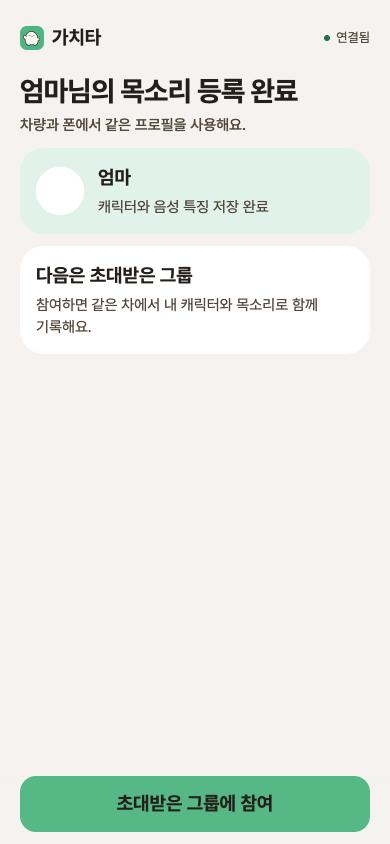 가치타
연결됨
엄마님의 목소리 등록 완료
차량과 폰에서 같은 프로필을 사용해요.
엄마
캐릭터와 음성 특징 저장 완료
다음은 초대받은 그룹
참여하면 같은 차에서 내 캐릭터와 목소리로 함께
기록해요.
초대받은 그룹에 참여